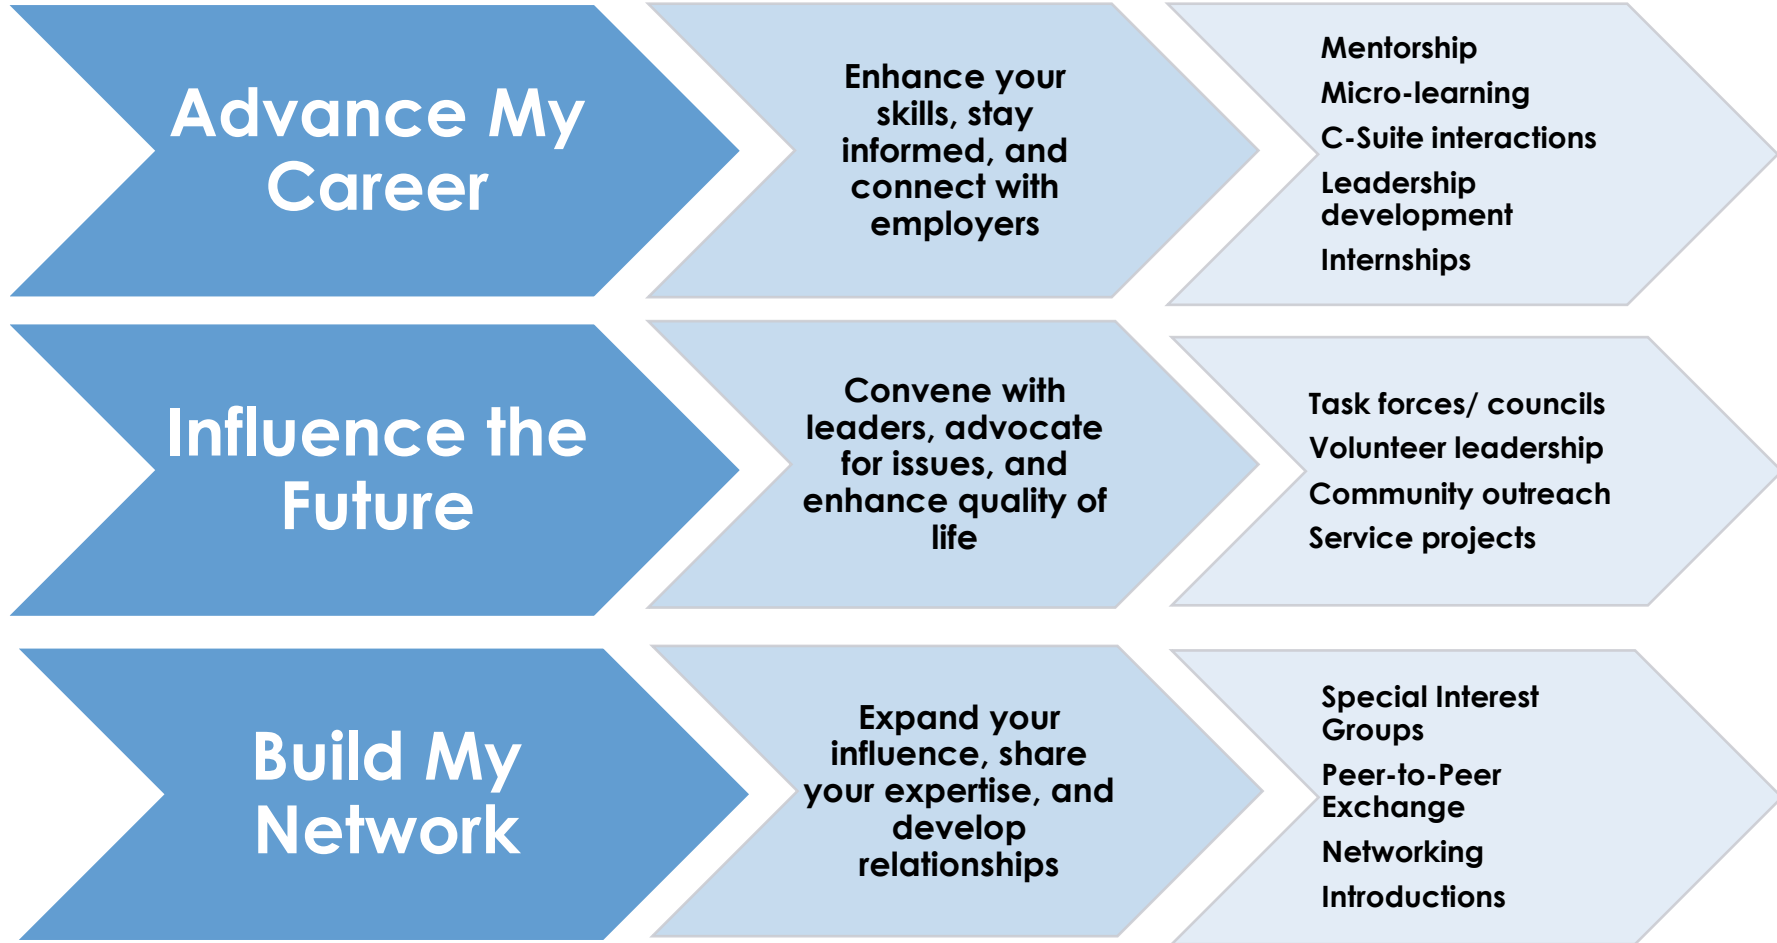 Advance My
Career
Enhance your
skills, stay
informed, and
connect with
employers
Mentorship
Micro-learning
C-Suite interactions
Leadership
development
Internships
Influence the
Future
Convene with
leaders, advocate
for issues, and
enhance quality of
life
Task forces/ councils
Volunteer leadership
Community outreach
Service projects
Build My
Network
Expand your
influence, share
your expertise, and
develop
relationships
Special Interest
Groups
Peer-to-Peer
Exchange
Networking
Introductions